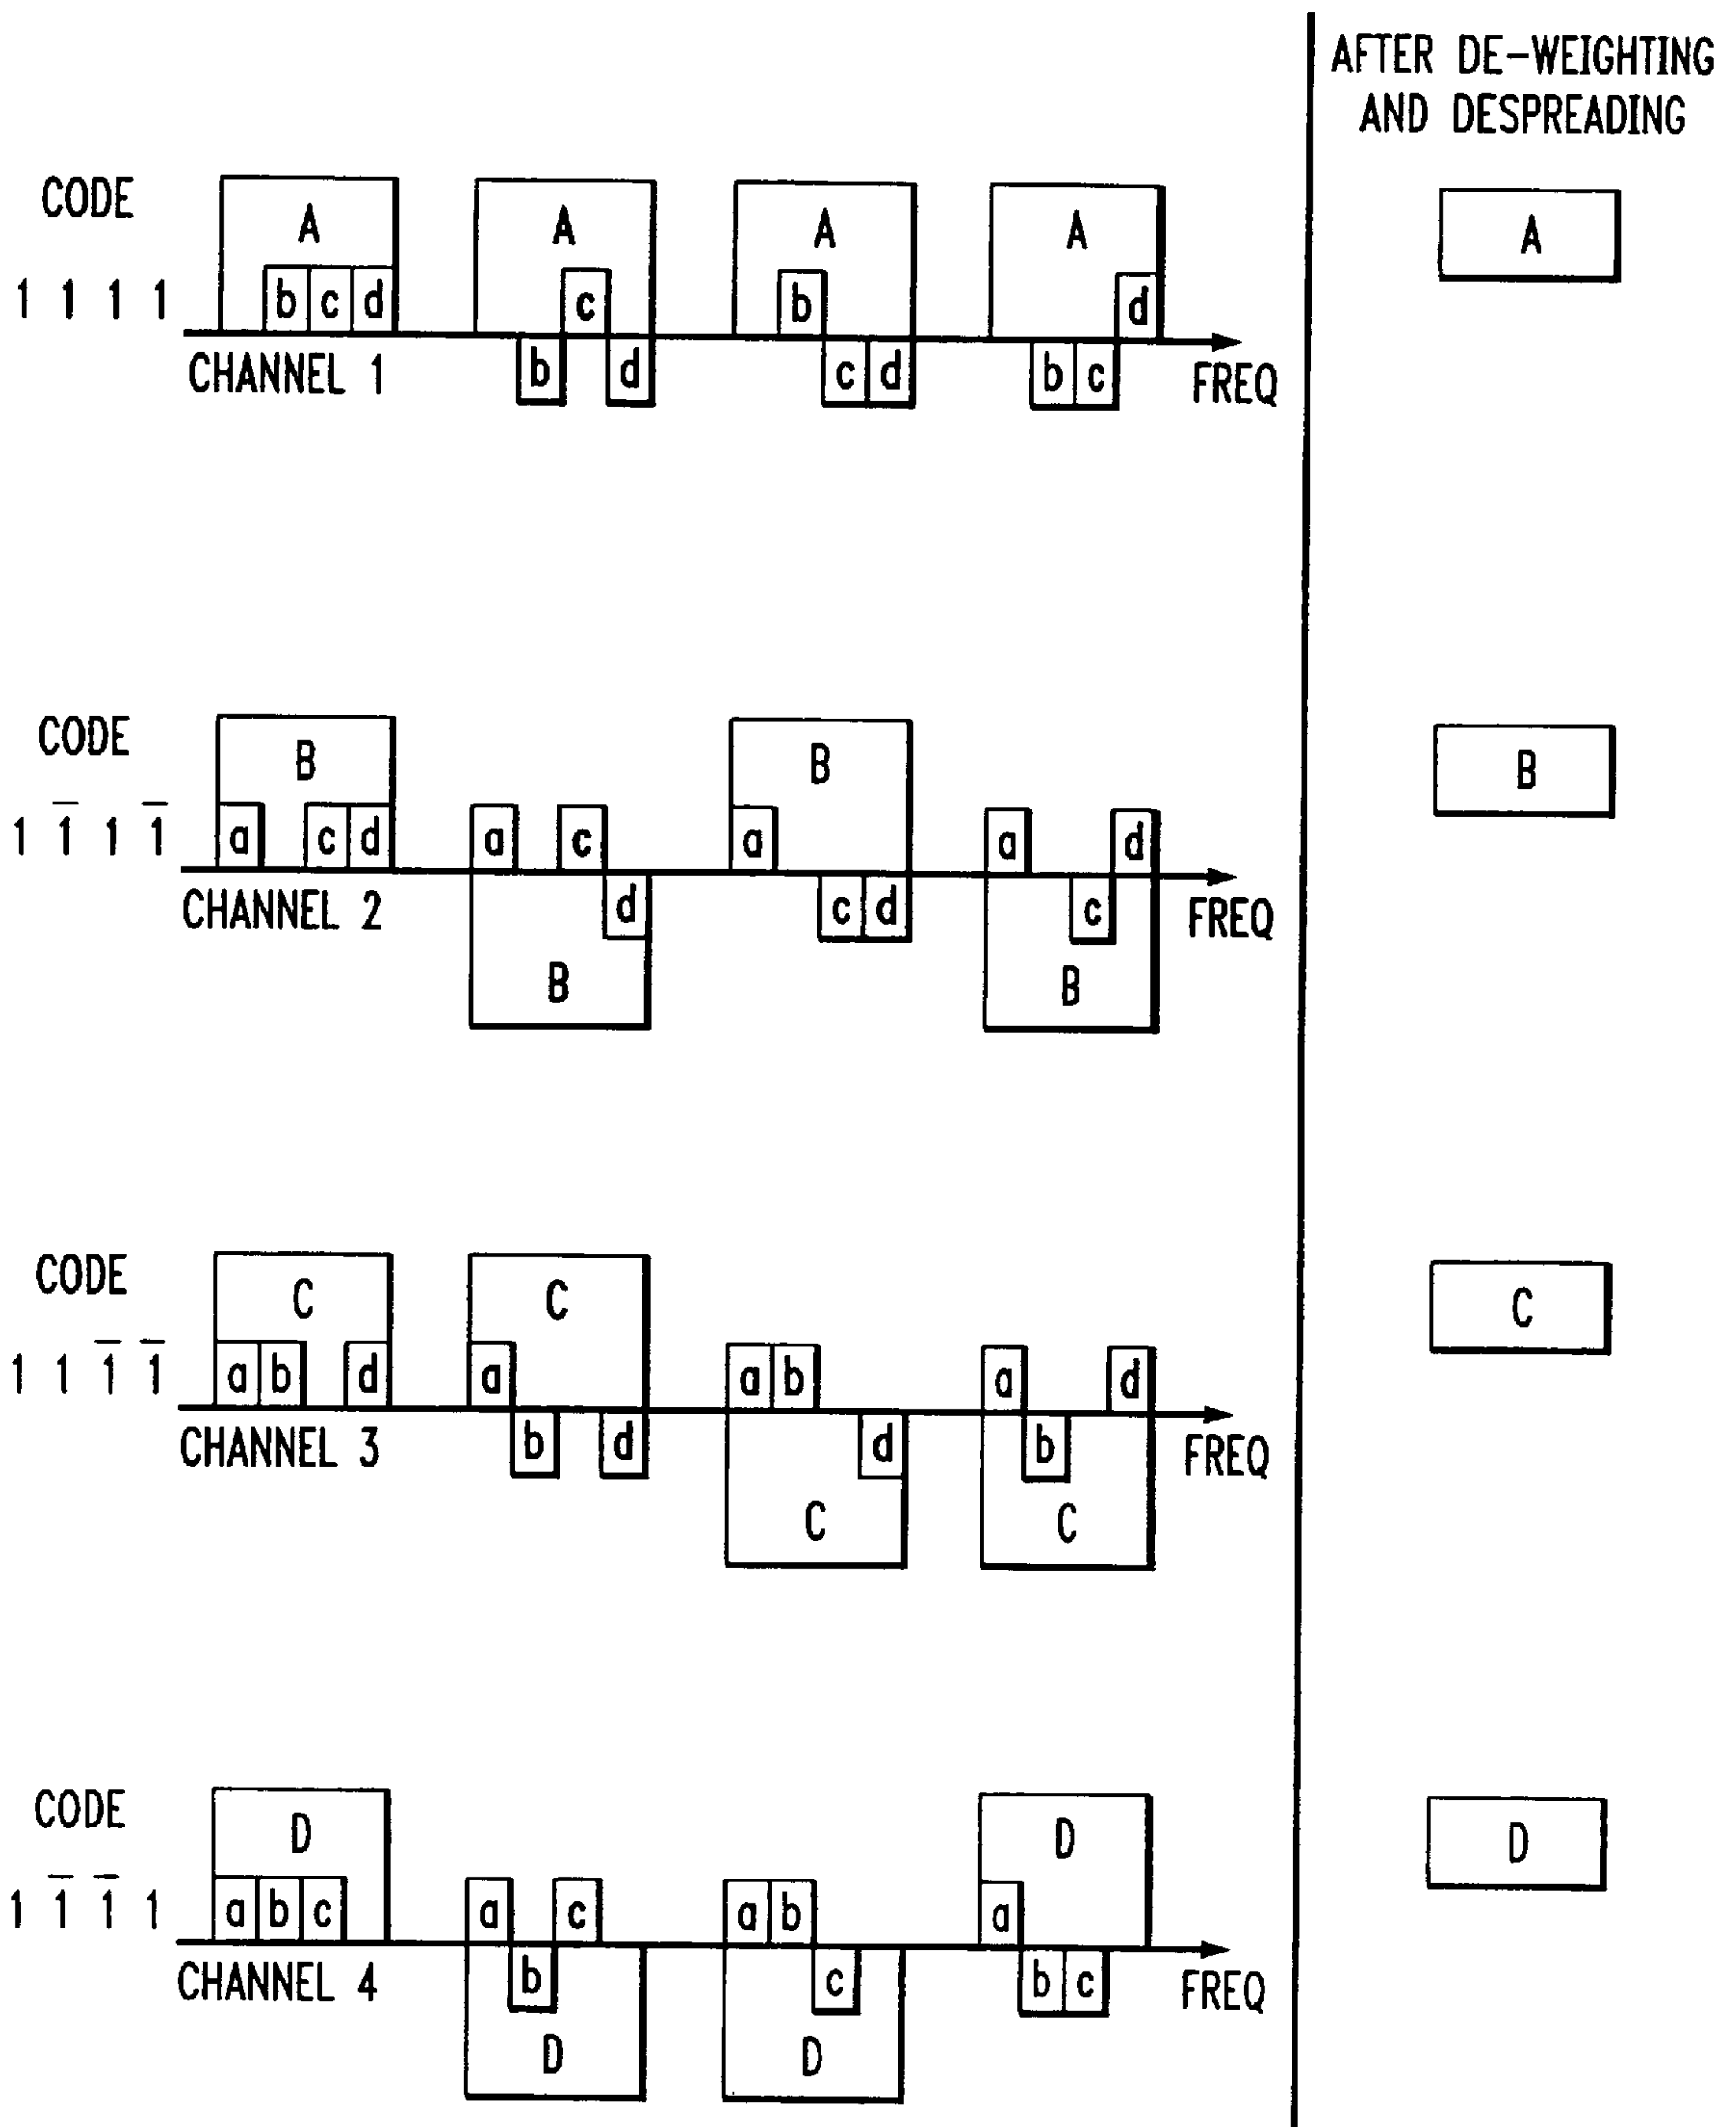 AFTER DE-WEIGHTING
AND DESPREADING
CODE
A A A A A
1 1 1 1
b c d c b d
CHANNEL 1
b d c d b c
FREQ
CODE
B B B
1 1̅ 1 1̅
a c d a c a a d
CHANNEL 2
d c d c
FREQ
B B
CODE
C C C
1 1 1̅ 1̅
a b d a a b a d
CHANNEL 3
b d d b
FREQ
C C
CODE
D D D
1 1̅ 1̅ 1
a b c a c a b a
CHANNEL 4
b c b c
FREQ
D D